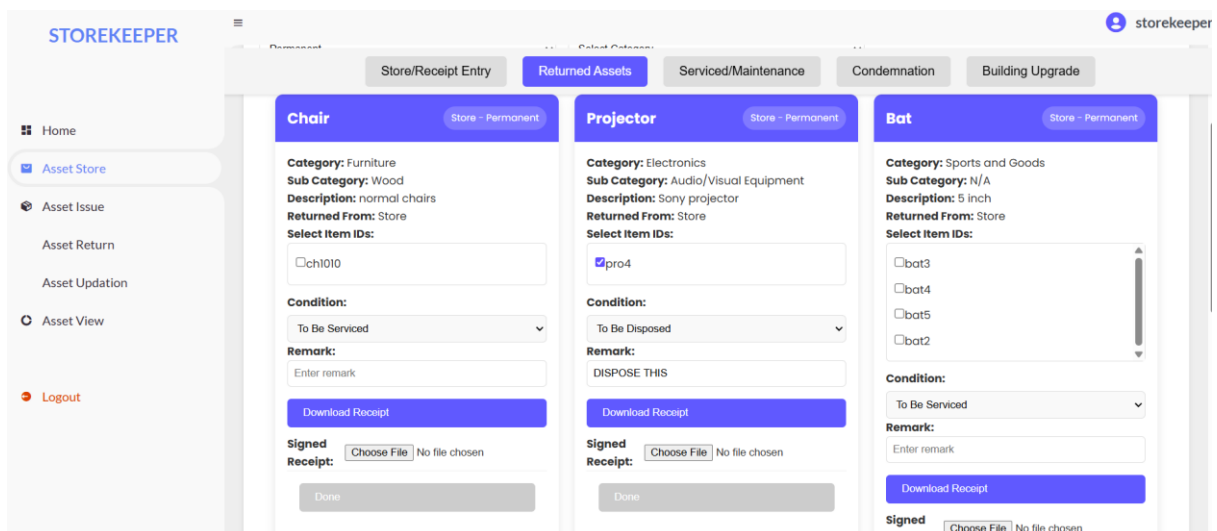 STOREKEEPER
storekeeper
Permanent
Select Category
Store/Receipt Entry
Returned Assets
Serviced/Maintenance
Condemnation
Building Upgrade
Home
Asset Store
Asset Issue
Asset Return
Asset Updation
Asset View
Logout
Chair
Store - Permanent
Category: Furniture
Sub Category: Wood
Description: normal chairs
Returned From: Store
Select Item IDs:
ch1010
Condition:
To Be Serviced
Remark:
Enter remark
Download Receipt
Signed
Receipt:
Choose File No file chosen
Done
Projector
Store - Permanent
Category: Electronics
Sub Category: Audio/Visual Equipment
Description: Sony projector
Returned From: Store
Select Item IDs:
pro4
Condition:
To Be Disposed
Remark:
DISPOSE THIS
Download Receipt
Signed
Receipt:
Choose File No file chosen
Done
Bat
Store - Permanent
Category: Sports and Goods
Sub Category: N/A
Description: 5 inch
Returned From: Store
Select Item IDs:
bat3
bat4
bat5
bat2
Condition:
To Be Serviced
Remark:
Enter remark
Download Receipt
Signed
Choose File No file chosen